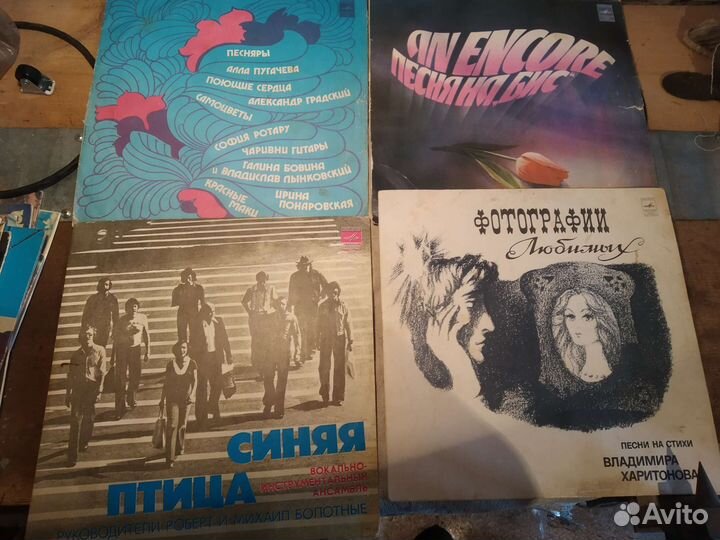 ПЕСНЯРЫ
АЛЛА ПУГАЧЕВА
ПОЮЩИЕ СЕРДЦА
АЛЕКСАНДР ГРАДСКИЙ
САМОЦВЕТЫ
СОФИЯ РОТАРУ
ЧАРИВНИ ГИТАРЫ
ГАЛИНА БОВИНА
И ВЛАДИСЛАВ ЛЫНКОВСКИЙ
КРАСНЫЕ
МАКИ
ИРИНА
ПОНАРОВСКАЯ
AN ENCORE
ПЕСНЯ НА „БИС"
СИНЯЯ
ПТИЦА
ВОКАЛЬНО-
ИНСТРУМЕНТАЛЬНЫЙ
АНСАМБЛЬ
РУКОВОДИТЕЛИ РОБЕРТ И МИХАИЛ БОЛОТНЫЕ
ФОТОГРАФИИ
Любимых
ПЕСНИ НА СТИХИ
ВЛАДИМИРА
ХАРИТОНОВА
Avito